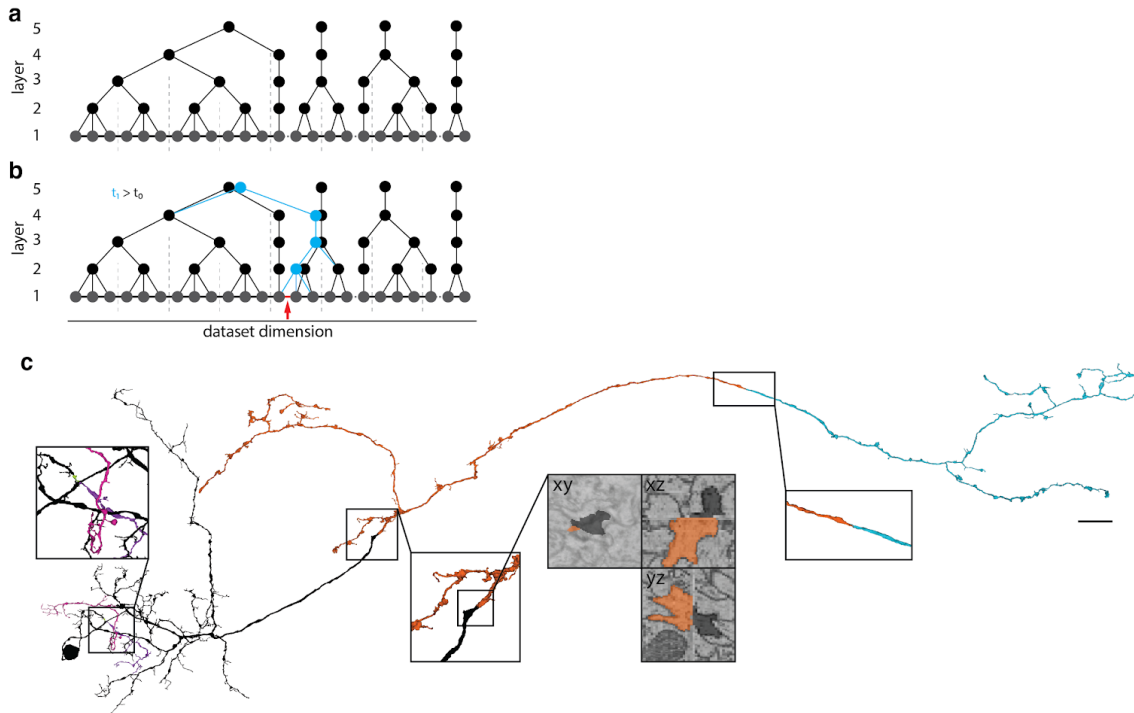 a
5
4
3
2
1
layer
b
t₁ > t₀
5
4
3
2
1
layer
dataset dimension
c
xy
xz
yz